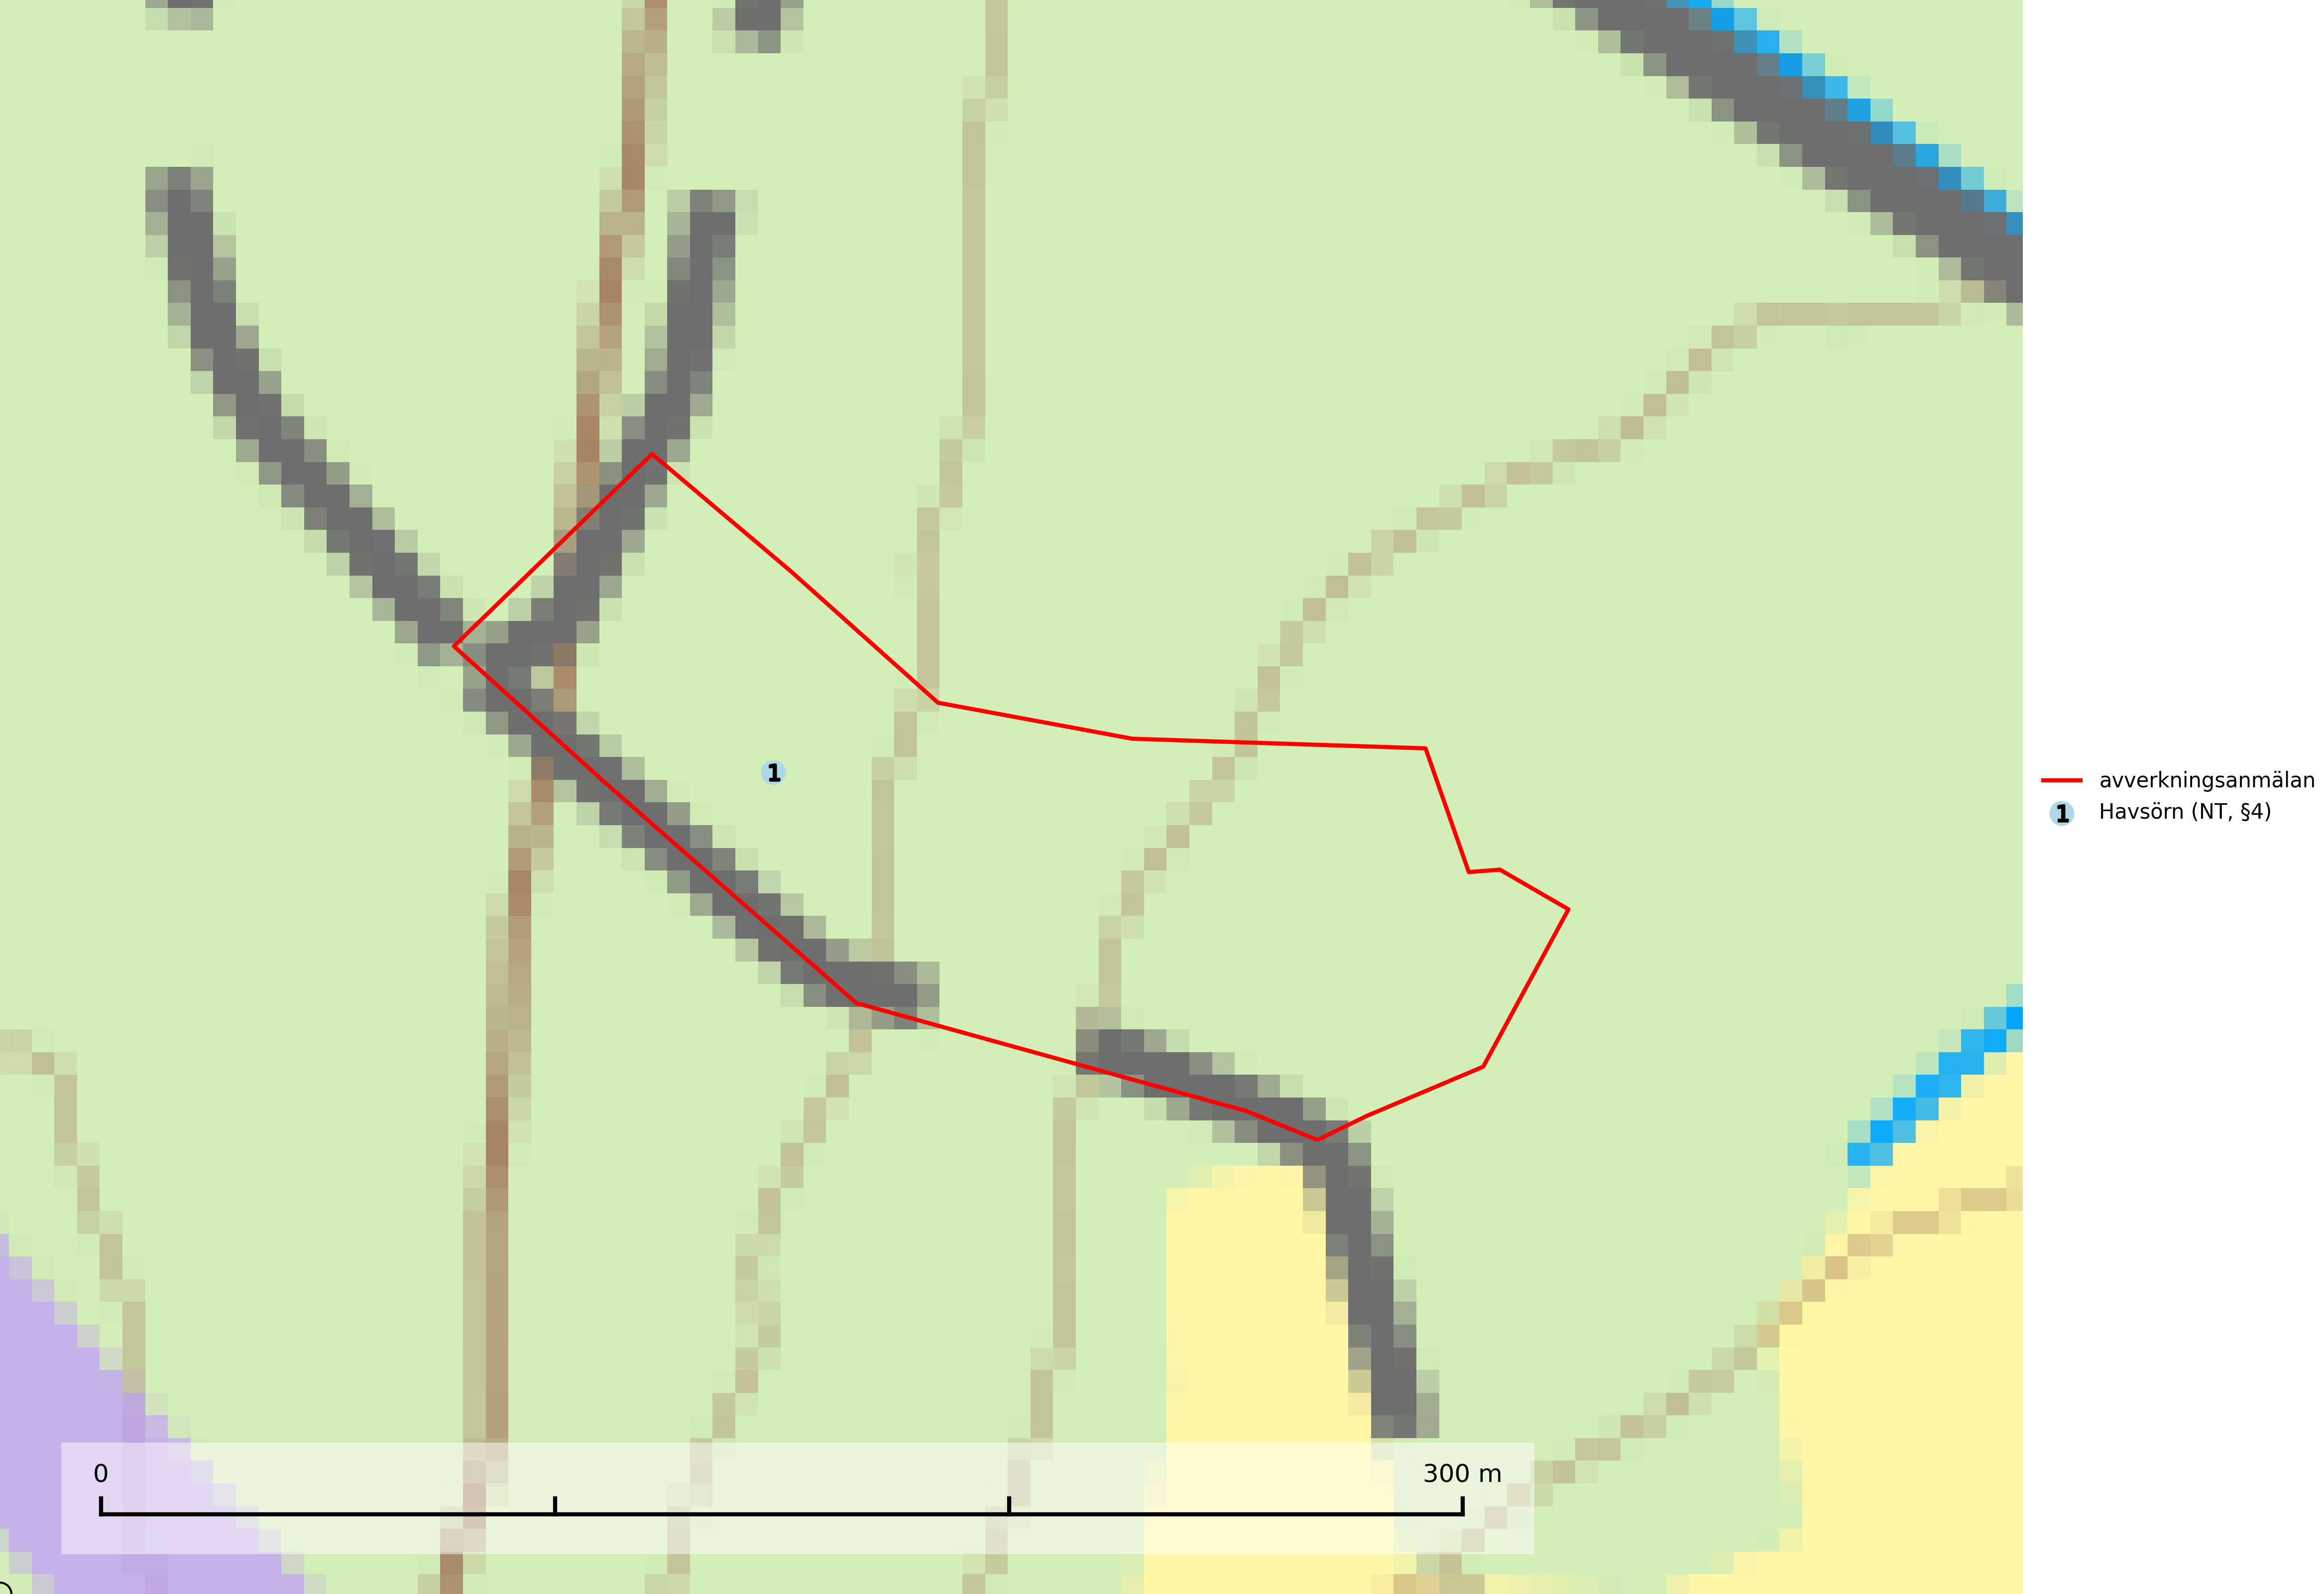 1
avverkningsanmälan
1 Havsörn (NT, §4)
0 300 m